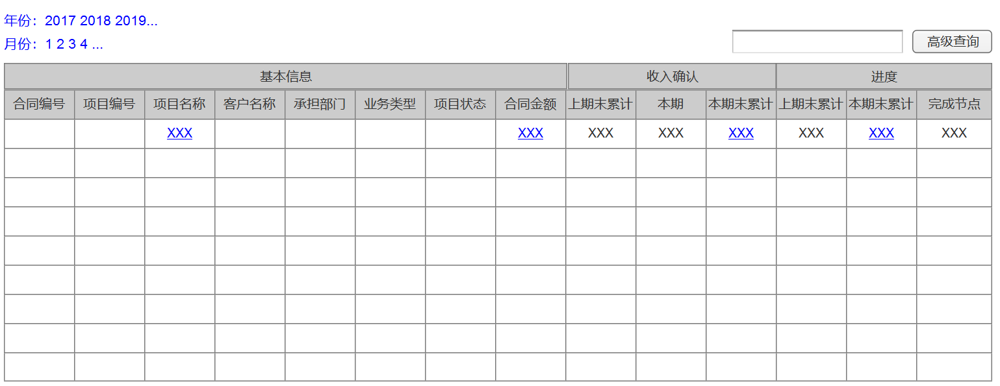 年份：2017 2018 2019...
月份：1 2 3 4 ...
高级查询
基本信息 收入确认 进度
合同编号 项目编号 项目名称 客户名称 承担部门 业务类型 项目状态 合同金额 上期末累计 本期 本期末累计 上期末累计 本期末累计 完成节点
XXX XXX XXX XXX XXX XXX XXX XXX